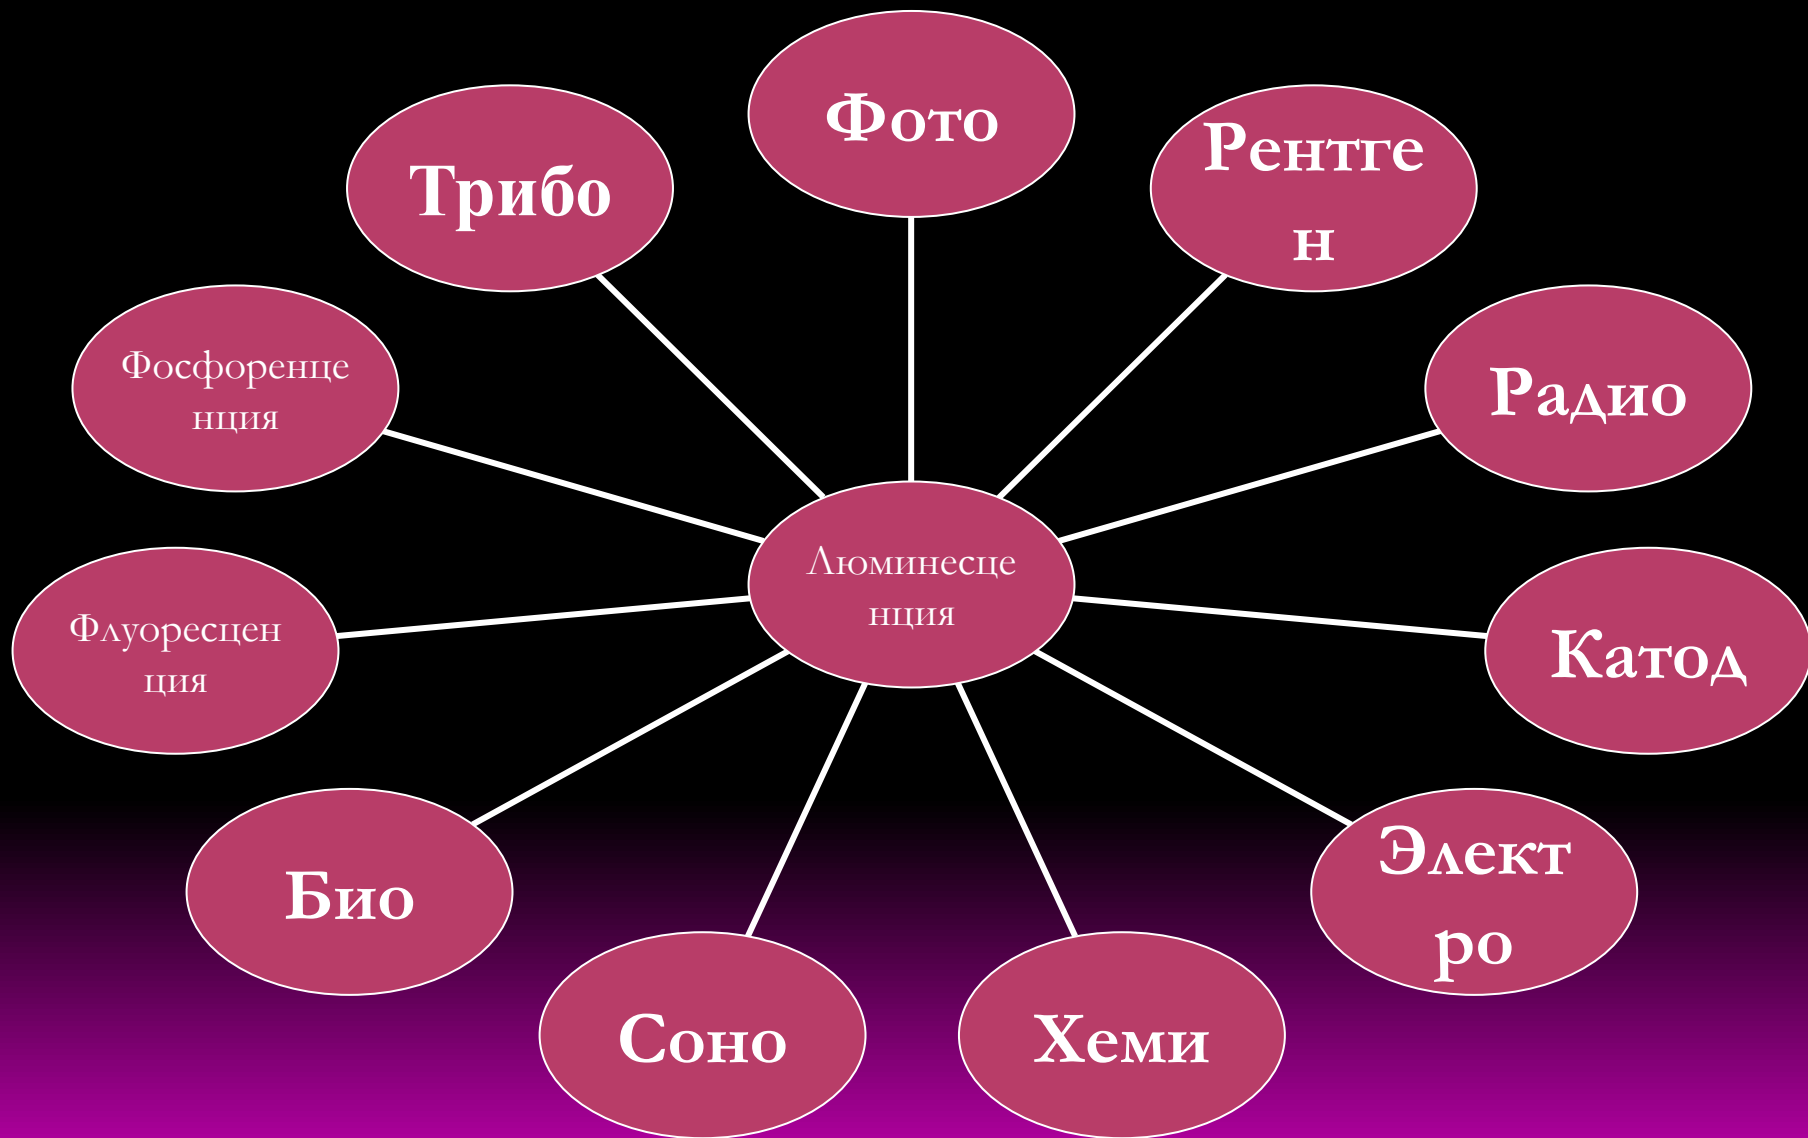 Фото
Рентге
н
Трибо
Радио
Фосфоренце
нция
Люминесце
нция
Флуоресцен
ция
Катод
Био
Элект
ро
Соно
Хеми